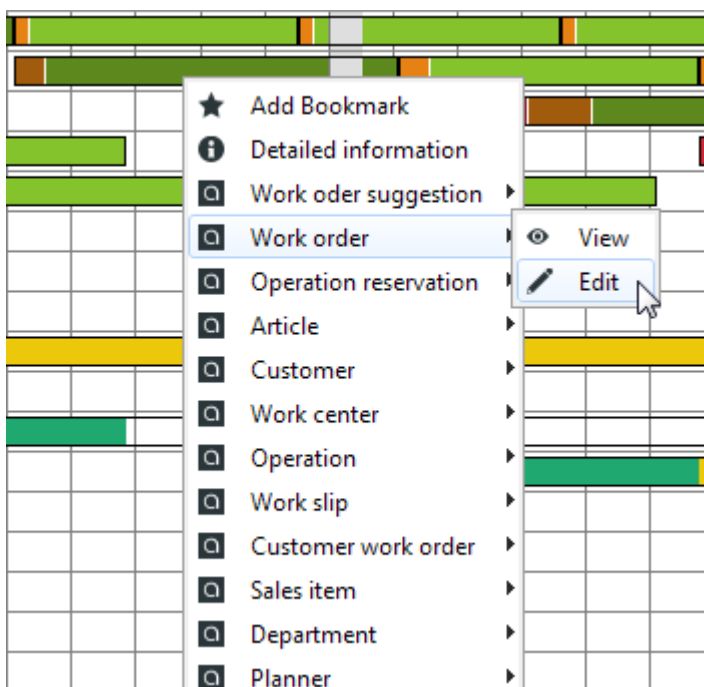 Add Bookmark
Detailed information
Work oder suggestion
Work order
View
Edit
Operation reservation
Article
Customer
Work center
Operation
Work slip
Customer work order
Sales item
Department
Planner